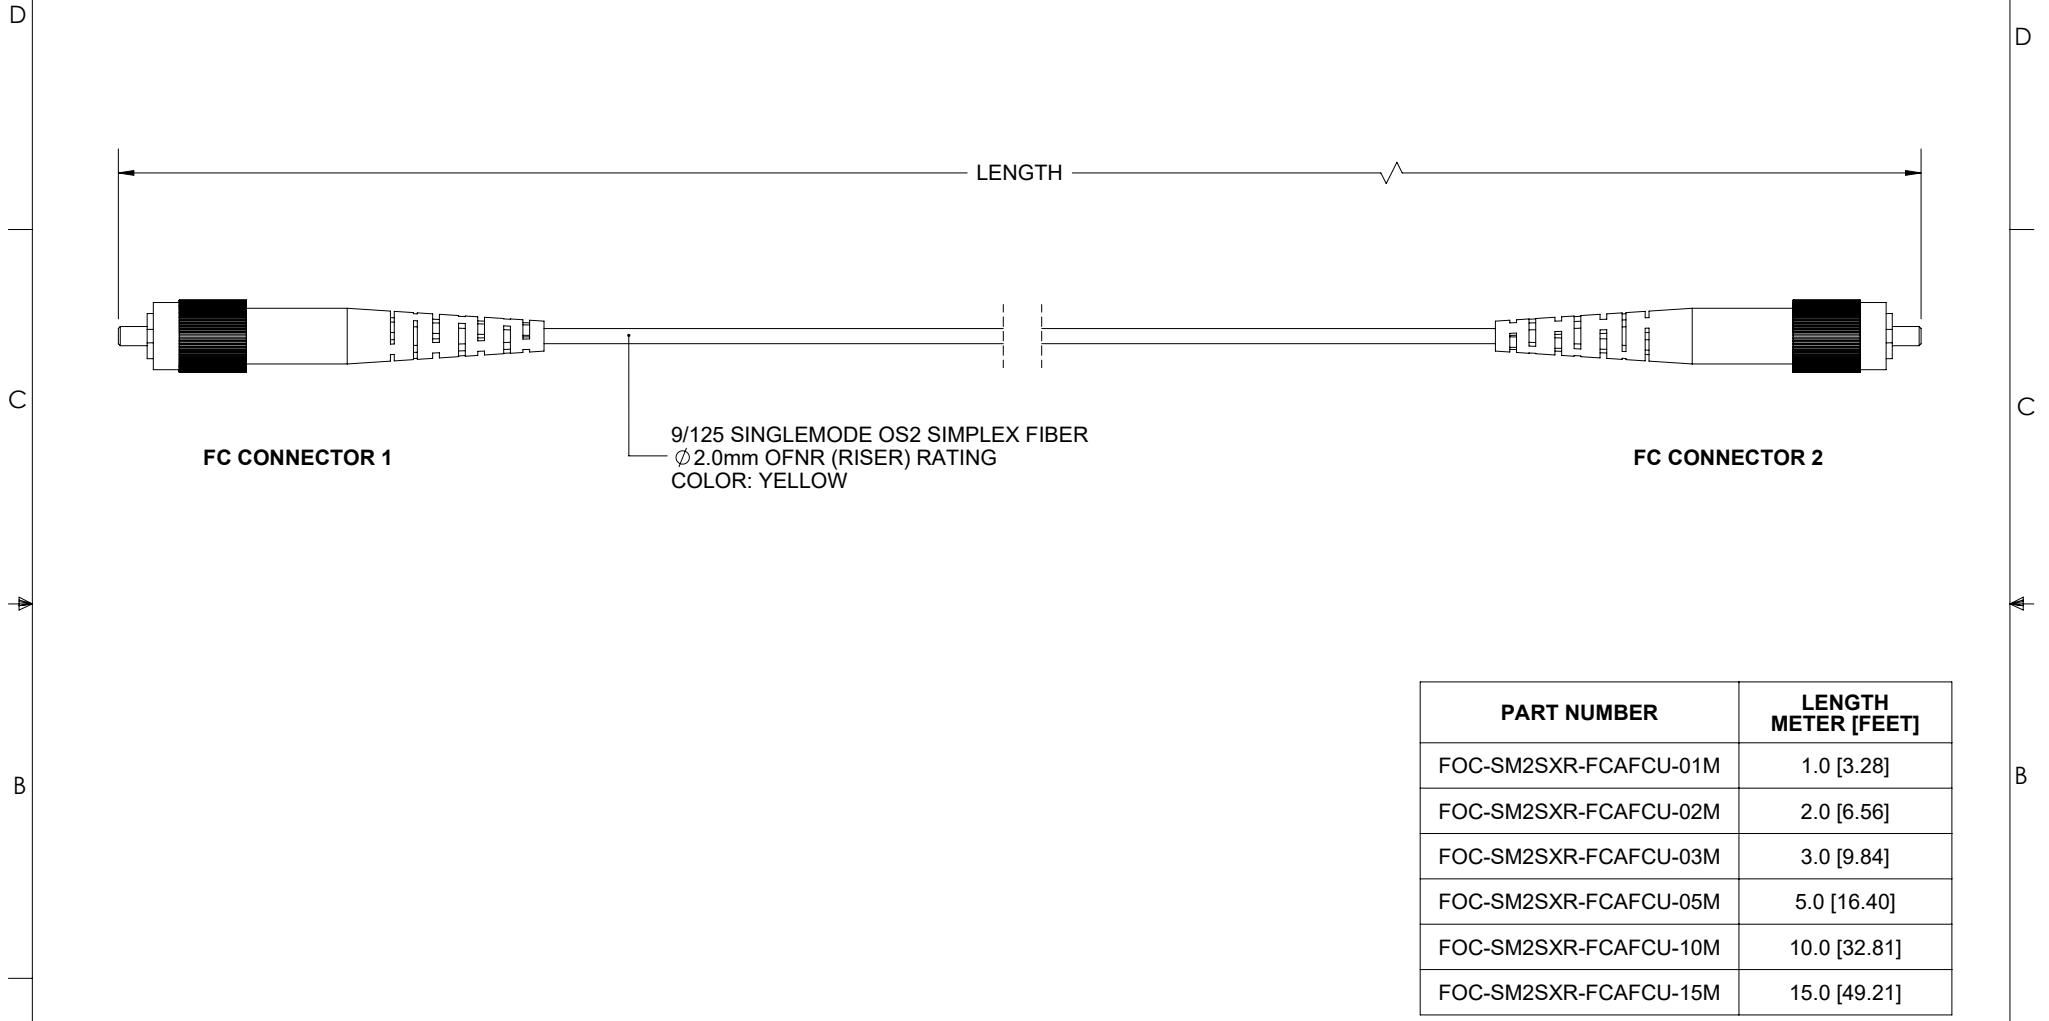 D
D
LENGTH
C
C
9/125 SINGLEMODE OS2 SIMPLEX FIBER
∅2.0mm OFNR (RISER) RATING
COLOR: YELLOW
FC CONNECTOR 1
FC CONNECTOR 2
B
B
PART NUMBER
LENGTH
METER [FEET]
FOC-SM2SXR-FCAFCU-01M 1.0 [3.28]
FOC-SM2SXR-FCAFCU-02M 2.0 [6.56]
FOC-SM2SXR-FCAFCU-03M 3.0 [9.84]
FOC-SM2SXR-FCAFCU-05M 5.0 [16.40]
FOC-SM2SXR-FCAFCU-10M 10.0 [32.81]
FOC-SM2SXR-FCAFCU-15M 15.0 [49.21]